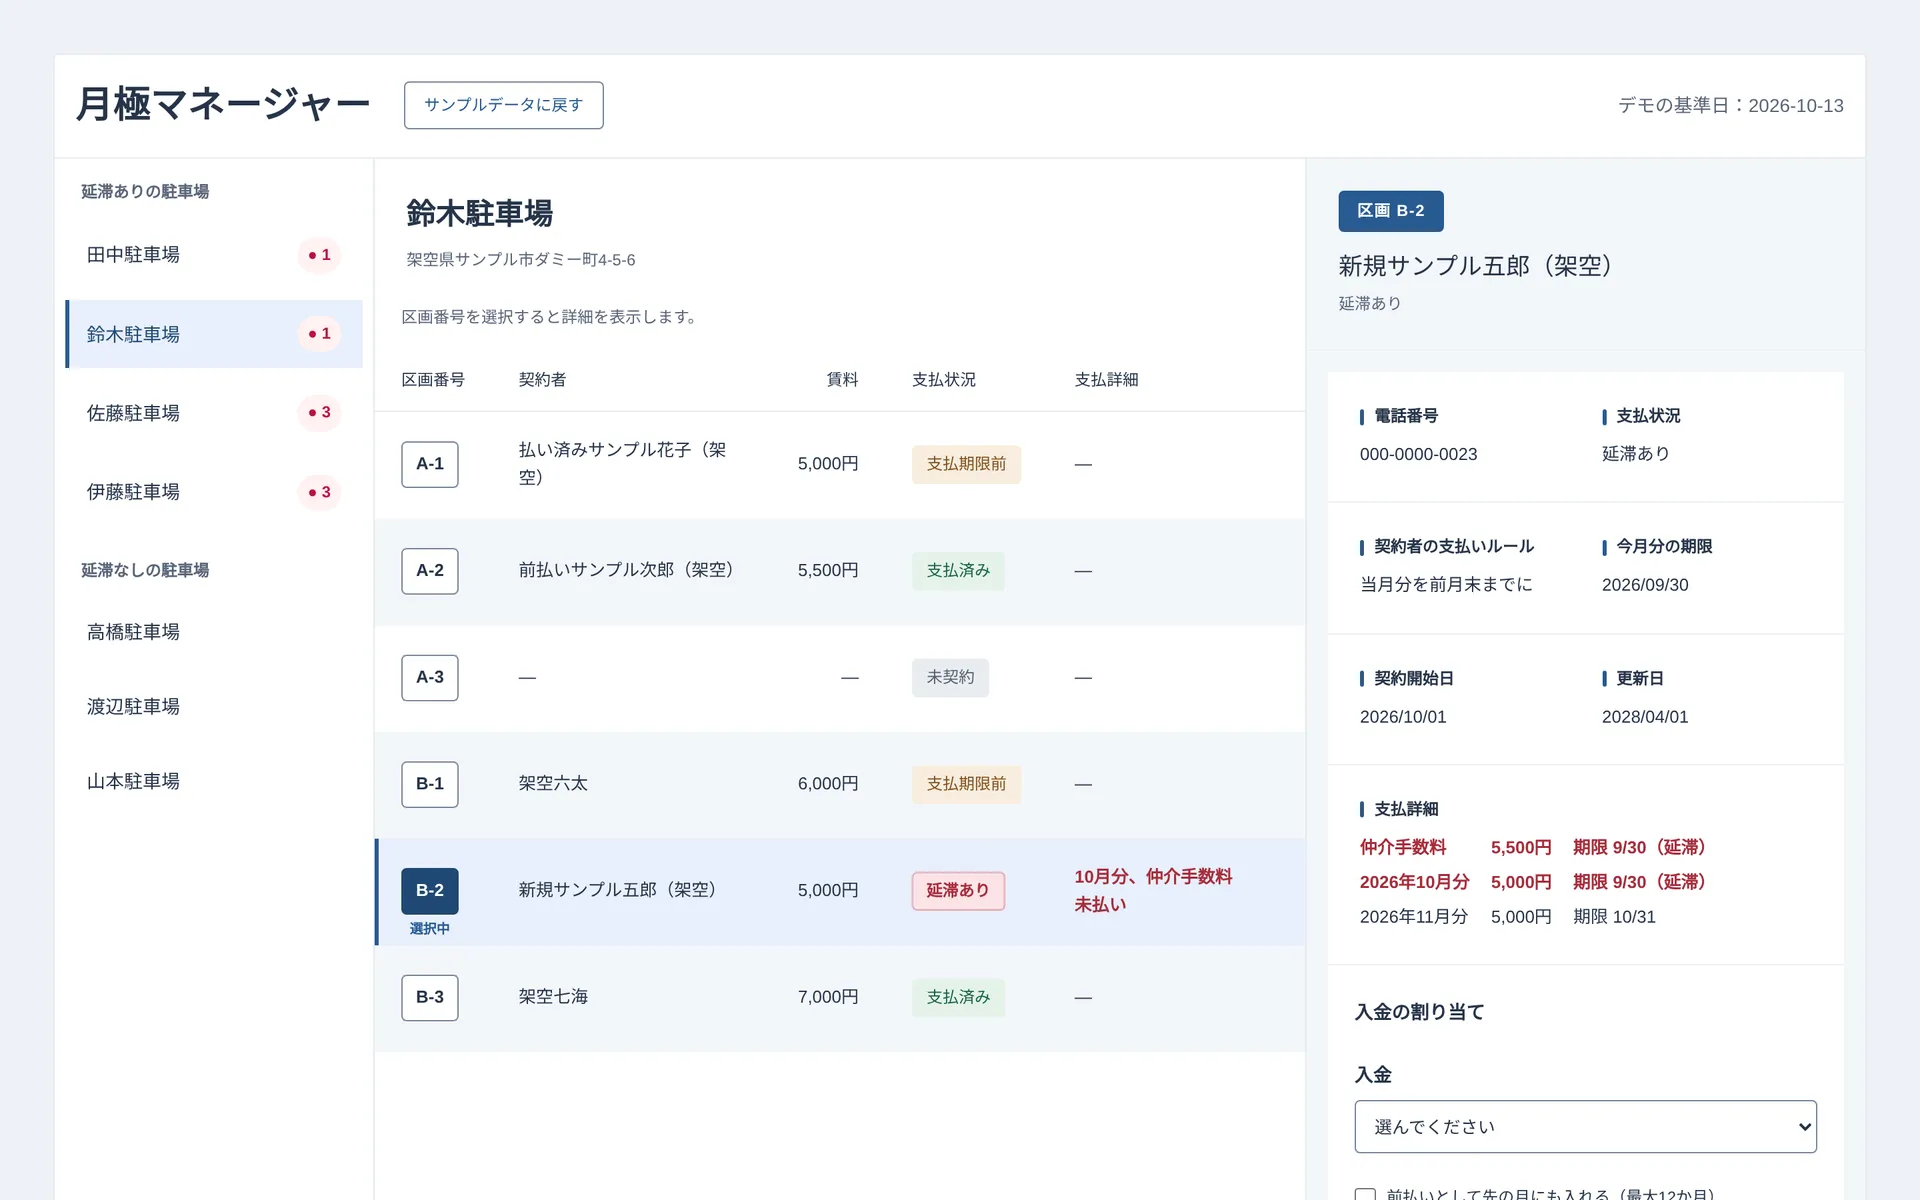 月極マネージャー
サンプルデータに戻す
デモの基準日：2026-10-13
延滞ありの駐車場
田中駐車場 • 1
鈴木駐車場 • 1
佐藤駐車場 • 3
伊藤駐車場 • 3
延滞なしの駐車場
高橋駐車場
渡辺駐車場
山本駐車場
鈴木駐車場
架空県サンプル市ダミー町4-5-6
区画番号を選択すると詳細を表示します。
区画番号 契約者 賃料 支払状況 支払詳細
A-1 払い済みサンプル花子（架
空） 5,000円 支払期限前 —
A-2 前払いサンプル次郎（架空） 5,500円 支払済み —
A-3 — — 未契約 —
B-1 架空六太 6,000円 支払期限前 —
B-2 新規サンプル五郎（架空） 5,000円 延滞あり 10月分、仲介手数料
未払い
選択中
B-3 架空七海 7,000円 支払済み —
区画 B-2
新規サンプル五郎（架空）
延滞あり
電話番号 支払状況
000-0000-0023 延滞あり
契約者の支払いルール 今月分の期限
当月分を前月末までに 2026/09/30
契約開始日 更新日
2026/10/01 2028/04/01
支払詳細
仲介手数料 5,500円 期限 9/30（延滞）
2026年10月分 5,000円 期限 9/30（延滞）
2026年11月分 5,000円 期限 10/31
入金の割り当て
入金
選んでください
前払いとして先の月にも入れる（最大12か月）